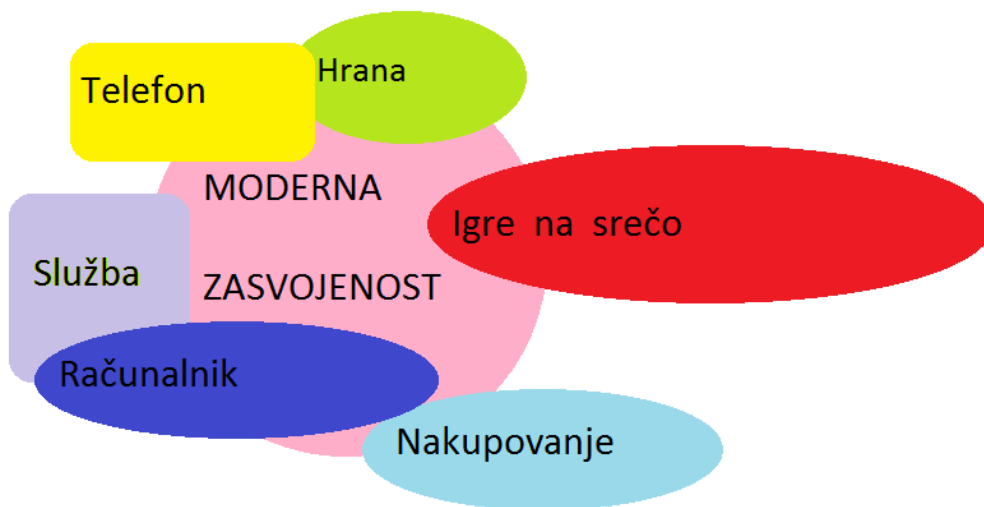 Telefon
Hrana
MODERNA
Igre na srečo
Služba
ZASVOJENOST
Računalnik
Nakupovanje